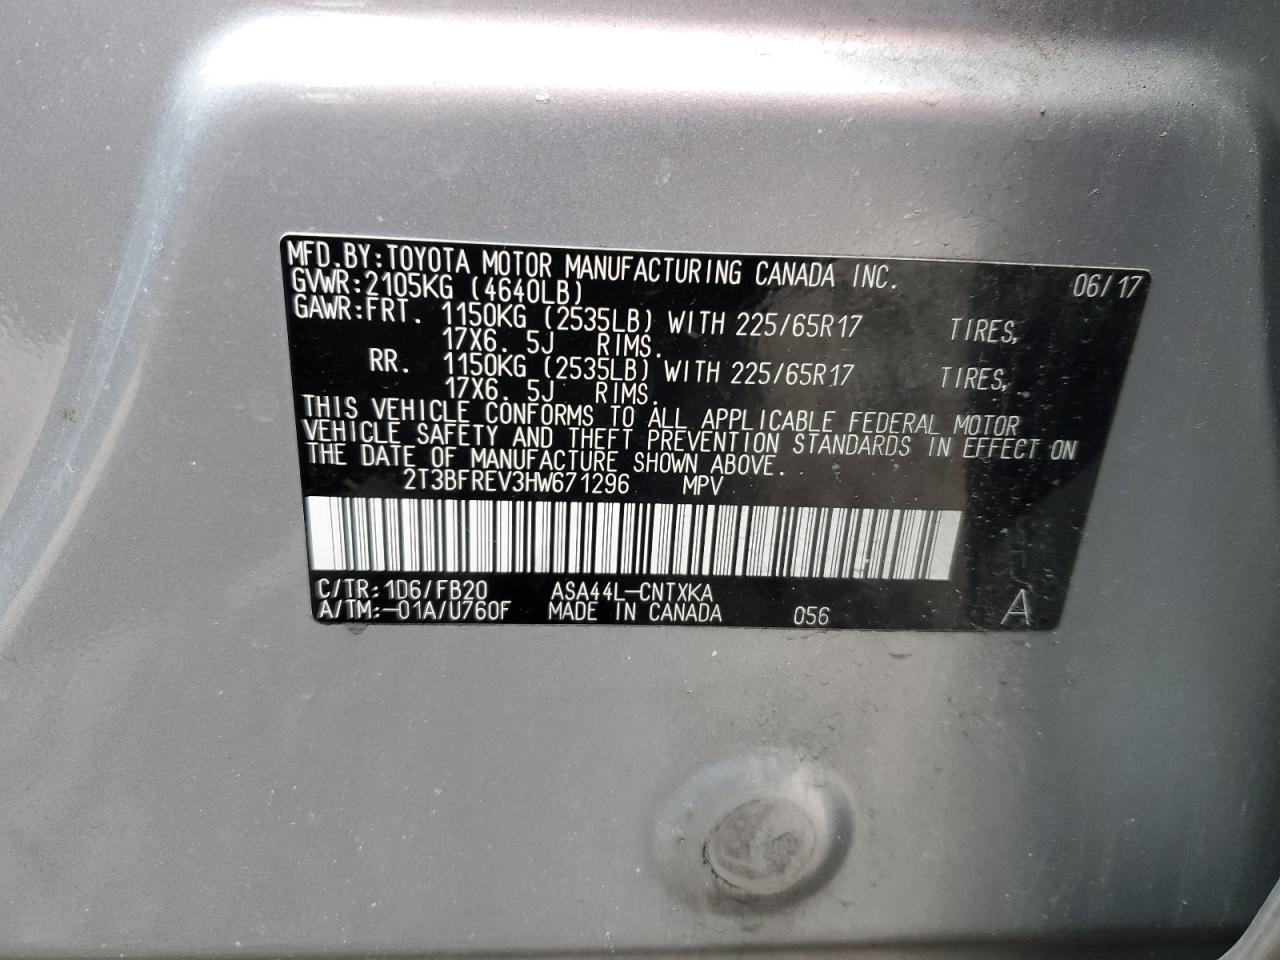 MFD.BY:TOYOTA MOTOR MANUFACTURING CANADA INC. 06/17
GVWR:2105KG (4640LB)
GAWR:FRT. 1150KG (2535LB) WITH 225/65R17 TIRES,
17X6. 5J RIMS.
RR. 1150KG (2535LB) WITH 225/65R17 TIRES,
17X6. 5J RIMS.
THIS VEHICLE CONFORMS TO ALL APPLICABLE FEDERAL MOTOR
VEHICLE SAFETY AND THEFT PREVENTION STANDARDS IN EFFECT ON
THE DATE OF MANUFACTURE SHOWN ABOVE.
2T3BFREV3HW671296 MPV
C/TR:1D6/FB20 ASA44L-CNTXKA
A/TM:-01A/U760F MADE IN CANADA 056 A